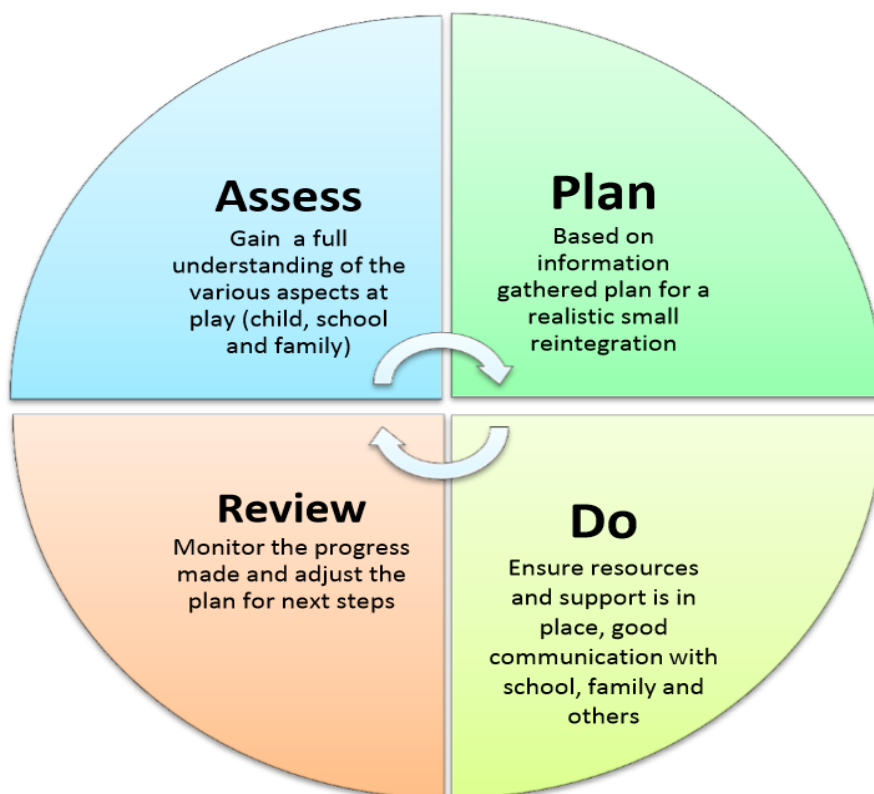 Assess
Gain a full
understanding of the
various aspects at
play (child, school
and family)
Plan
Based on
information
gathered plan for a
realistic small
reintegration
Review
Monitor the progress
made and adjust the
plan for next steps
Do
Ensure resources
and support is in
place, good
communication with
school, family and
others